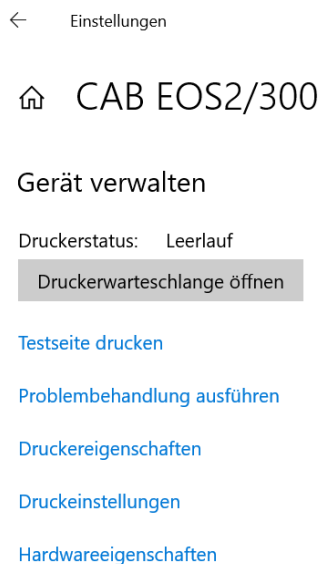 Einstellungen
CAB EOS2/300
Gerät verwalten
Druckerstatus: Leerlauf
Druckerwarteschlange öffnen
Testseite drucken
Problembehandlung ausführen
Druckereigenschaften
Druckeinstellungen
Hardwareeigenschaften